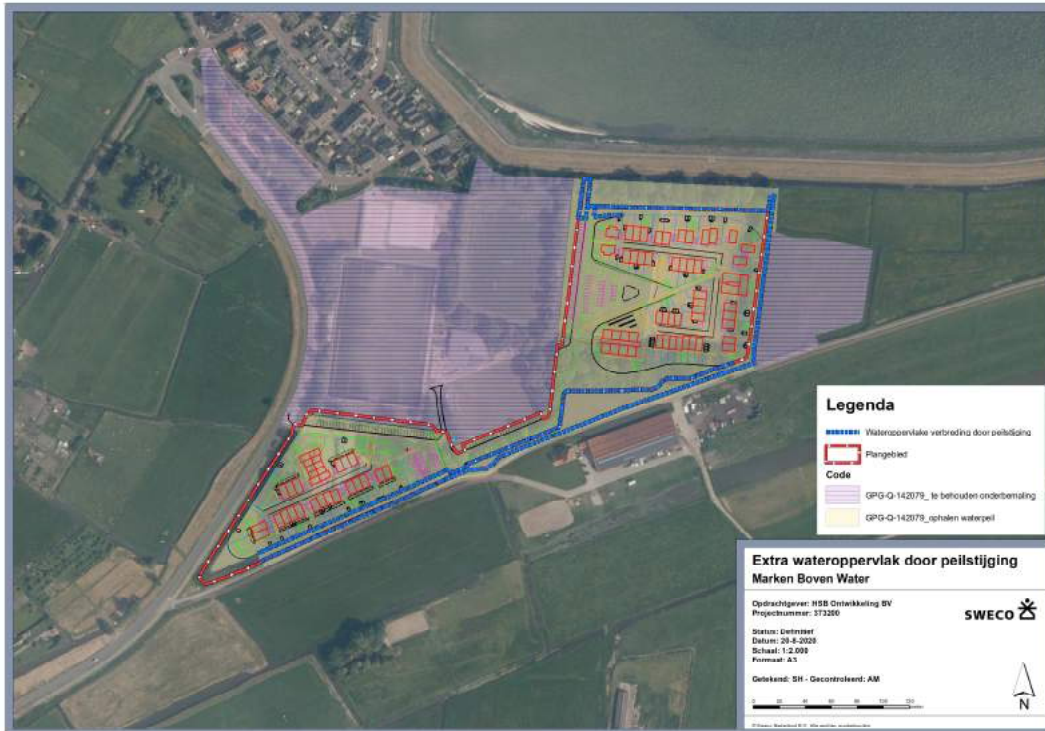 Legenda
Wateroppervlake verbreding door peilstijging
Plangebied
Code
GPG-Q-142079_ te behouden onderbemaling
GPG-Q-142079_ophalen waterpeil
Extra wateroppervlak door peilstijging
Marken Boven Water
Opdrachtgever: HSB Ontwikkeling BV
Projectnummer: 373200
SWECO
Status: Definitief
Datum: 20-8-2020
Schaal: 1:2.000
Formaat: A3
Getekend: SH - Gecontroleerd: AM
N